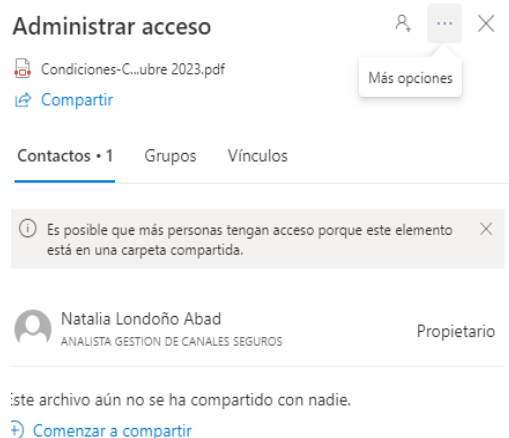 Administrar acceso
Condiciones-C...ubre 2023.pdf
Más opciones
Compartir
Contactos • 1 Grupos Vínculos
Es posible que más personas tengan acceso porque este elemento
está en una carpeta compartida.
Natalia Londoño Abad
ANALISTA GESTION DE CANALES SEGUROS
Propietario
Este archivo aún no se ha compartido con nadie.
Comenzar a compartir